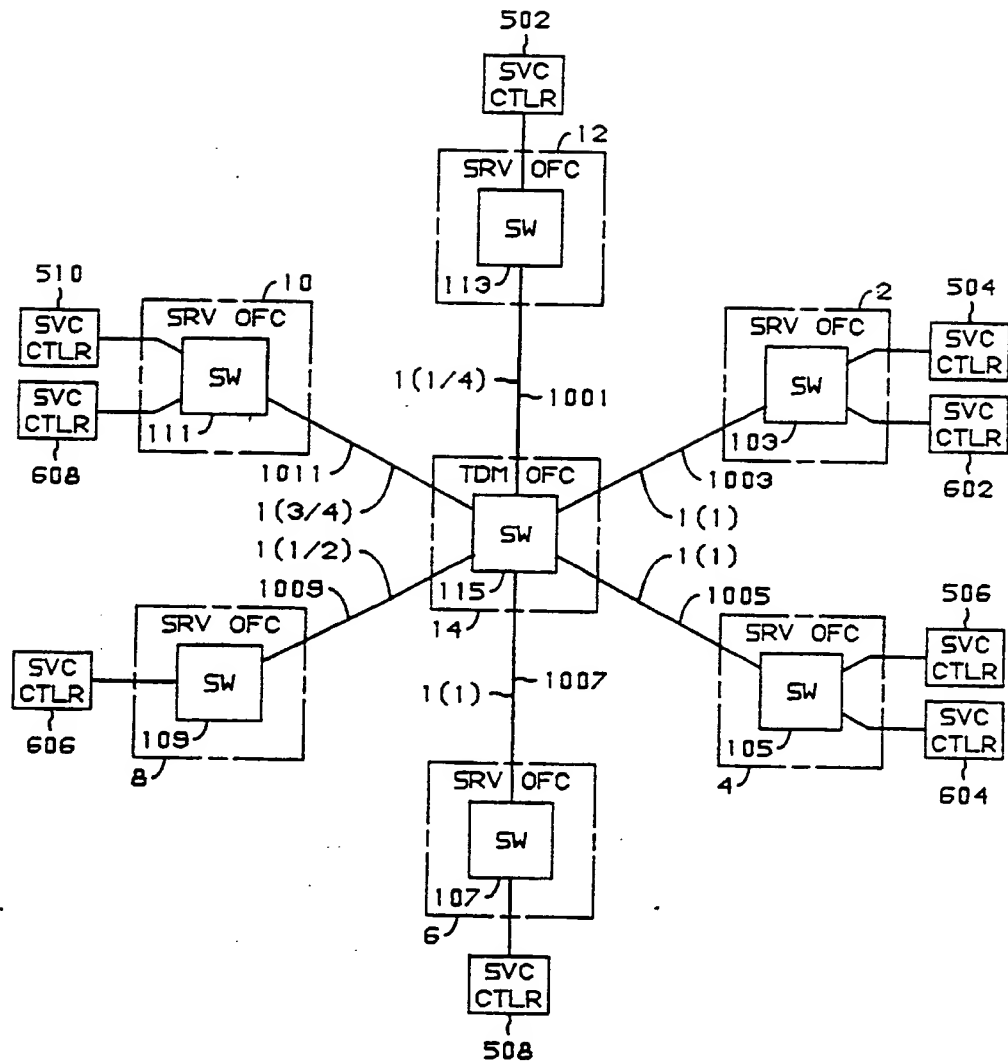 502
SVC
CTLR
12
SRV OFC
SW
113
510
SVC
CTLR
10
SRV OFC
SW
111
SVC
CTLR
608
2
SRV OFC
SW
103
504
SVC
CTLR
SVC
CTLR
602
1(1/4)
1001
1011
1(3/4)
TDM OFC
SW
115
14
1003
1(1)
1(1/2)
1009
1(1)
1005
SRV OFC
SW
109
8
SVC
CTLR
606
1(1)
1007
SRV OFC
SW
105
4
506
SVC
CTLR
SVC
CTLR
604
SRV OFC
SW
107
6
SVC
CTLR
508